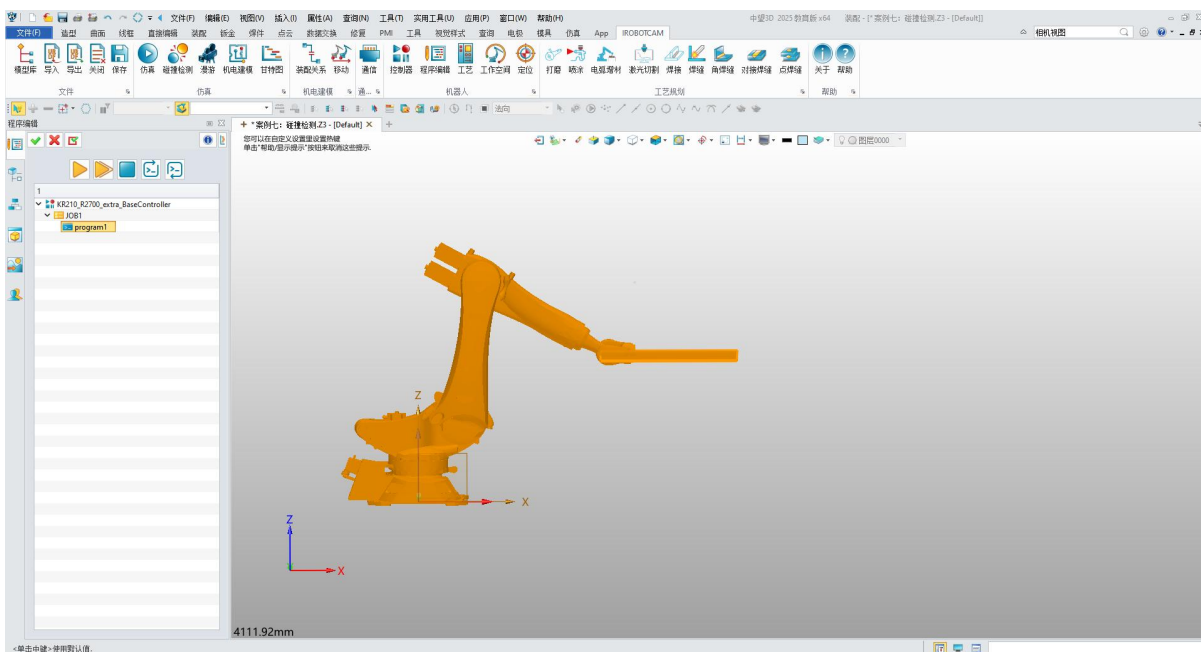 文件(F) 编辑(E) 视图(V) 插入(I) 属性(A) 查询(N) 工具(T) 实用工具(U) 应用(P) 窗口(W) 帮助(H) 中望3D 2025 教育版 x64 装配 - [* 案例七：碰撞检测.Z3 - [Default]]
文件(F) 造型 曲面 线框 直接编辑 装配 钣金 焊件 点云 数据交换 修复 PMI 工具 视觉样式 查询 电极 模具 仿真 App IROBOTCAM 相机视图
模型库 导入 导出 关闭 保存 仿真 碰撞检测 漫游 机电建模 甘特图 装配关系 移动 通信 控制器 程序编辑 工艺 工作空间 定位 打磨 喷涂 电弧增材 激光切割 焊接 焊缝 角焊缝 对接焊缝 点焊缝 关于 帮助
文件 仿真 机电建模 通... 机器人 工艺规划 帮助
法向
程序编辑
+ * 案例七：碰撞检测.Z3 - [Default] × +
您可以在自定义设置里设置热键
单击"帮助/显示提示"按钮来取消这些提示.
图层0000
1
KR210_R2700_extra_BaseController
JOB1
program1
Z
X
Z
X
4111.92mm
<单击中键>使用默认值.